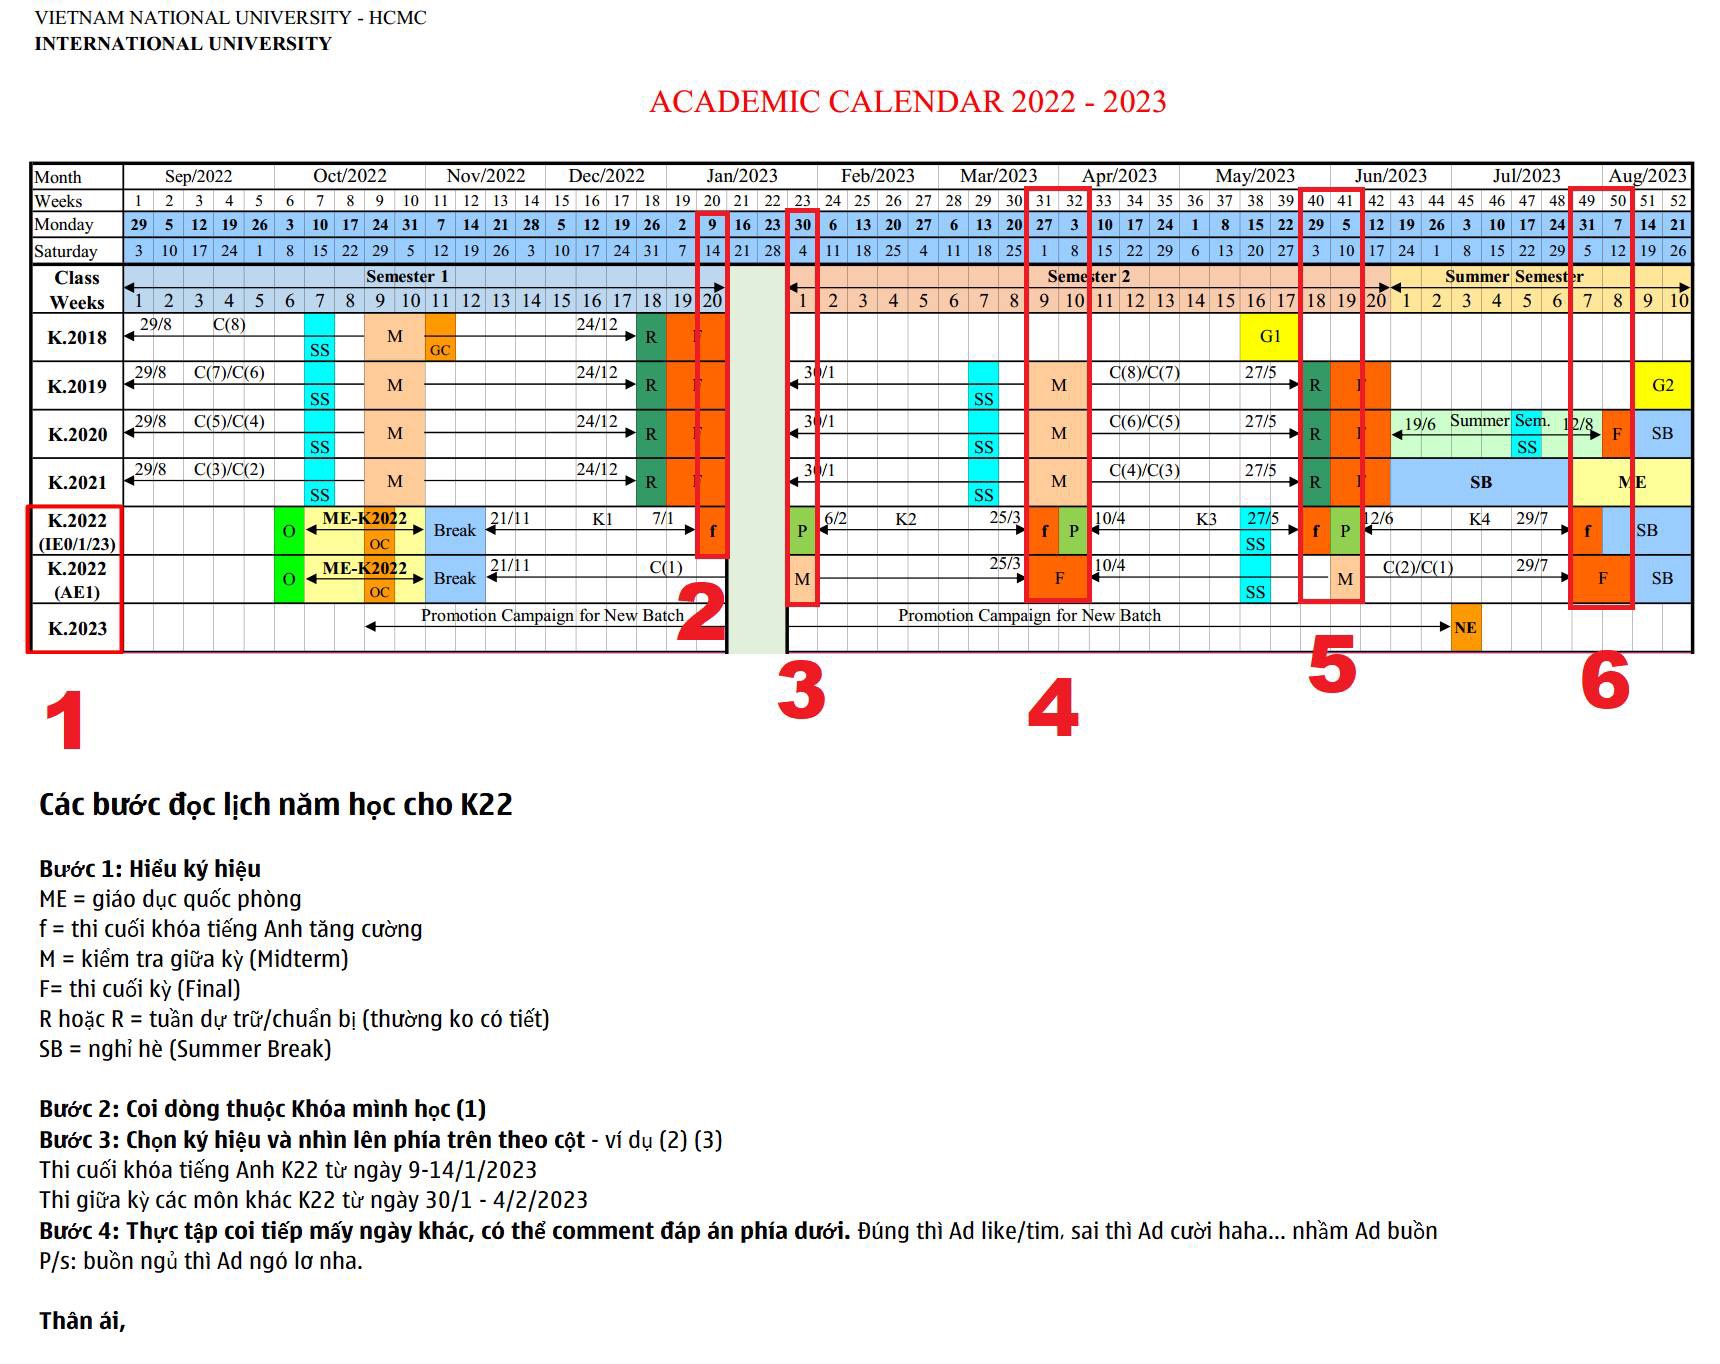 VIETNAM NATIONAL UNIVERSITY - HCMC
INTERNATIONAL UNIVERSITY
ACADEMIC CALENDAR 2022 - 2023
Month Sep/2022 Oct/2022 Nov/2022 Dec/2022 Jan/2023 Feb/2023 Mar/2023 Apr/2023 May/2023 Jun/2023 Jul/2023 Aug/2023
Weeks 1 2 3 4 5 6 7 8 9 10 11 12 13 14 15 16 17 18 19 20 21 22 23 24 25 26 27 28 29 30 31 32 33 34 35 36 37 38 39 40 41 42 43 44 45 46 47 48 49 50 51 52
Monday 29 5 12 19 26 3 10 17 24 31 7 14 21 28 5 12 19 26 2 9 16 23 30 6 13 20 27 6 13 20 27 3 10 17 24 1 8 15 22 29 5 12 19 26 3 10 17 24 31 7 14 21
Saturday 3 10 17 24 1 8 15 22 29 5 12 19 26 3 10 17 24 31 7 14 21 28 4 11 18 25 4 11 18 25 1 8 15 22 29 6 13 20 27 3 10 17 24 1 8 15 22 29 5 12 19 26
Class Semester 1 Semester 2 Summer Semester
Weeks 1 2 3 4 5 6 7 8 9 10 11 12 13 14 15 16 17 18 19 20 1 2 3 4 5 6 7 8 9 10 11 12 13 14 15 16 17 18 19 20 1 2 3 4 5 6 7 8 9 10
K.2018 29/8 C(8) SS M GC 24/12 R F G1
K.2019 29/8 C(7)/C(6) SS M 24/12 R F 30/1 SS M C(8)/C(7) 27/5 R F G2
K.2020 29/8 C(5)/C(4) SS M 24/12 R F 30/1 SS M C(6)/C(5) 27/5 R F 19/6 Summer Sem. SS 12/8 F SB
K.2021 29/8 C(3)/C(2) SS M 24/12 R F 30/1 SS M C(4)/C(3) 27/5 R F SB ME
K.2022 (IE0/1/23) O ME-K2022 OC Break 21/11 K1 7/1 f P 6/2 K2 25/3 f P 10/4 K3 27/5 SS f P 12/6 K4 29/7 f SB
K.2022 (AE1) O ME-K2022 OC Break 21/11 C(1) M 25/3 F 10/4 SS M C(2)/C(1) 29/7 F SB
K.2023 Promotion Campaign for New Batch Promotion Campaign for New Batch NE
1 2 3 4 5 6
Các bước đọc lịch năm học cho K22
Bước 1: Hiểu ký hiệu
ME = giáo dục quốc phòng
f = thi cuối khóa tiếng Anh tăng cường
M = kiểm tra giữa kỳ (Midterm)
F= thi cuối kỳ (Final)
R hoặc R = tuần dự trữ/chuẩn bị (thường ko có tiết)
SB = nghỉ hè (Summer Break)
Bước 2: Coi dòng thuộc Khóa mình học (1)
Bước 3: Chọn ký hiệu và nhìn lên phía trên theo cột - ví dụ (2) (3)
Thi cuối khóa tiếng Anh K22 từ ngày 9-14/1/2023
Thi giữa kỳ các môn khác K22 từ ngày 30/1 - 4/2/2023
Bước 4: Thực tập coi tiếp mấy ngày khác, có thể comment đáp án phía dưới. Đúng thì Ad like/tim, sai thì Ad cười haha... nhầm Ad buồn
P/s: buồn ngủ thì Ad ngó lơ nha.
Thân ái,